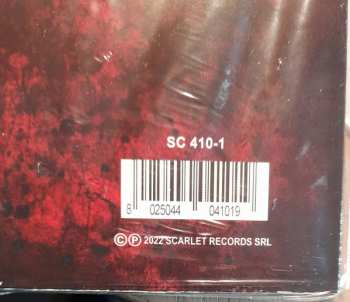 SC 410-1
8 025044 041019
© ℗ 2022 SCARLET RECORDS SRL